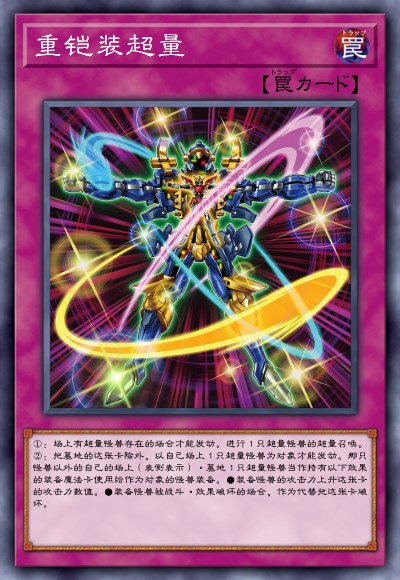 重铠装超量
トラップ
罠
トラップ
【罠カード】
①：场上有超量怪兽存在的场合才能发动。进行1只超量怪兽的超量召唤。
②：把墓地的这张卡除外，以自己场上1只超量怪兽为对象才能发动。那只
怪兽以外的自己的场上（表侧表示）·墓地1只超量怪兽当作持有以下效果
的装备魔法卡使用给作为对象的怪兽装备。●装备怪兽的攻击力上升这张卡
的攻击力数值。●装备怪兽被战斗·效果破坏的场合，作为代替把这张卡破
坏。